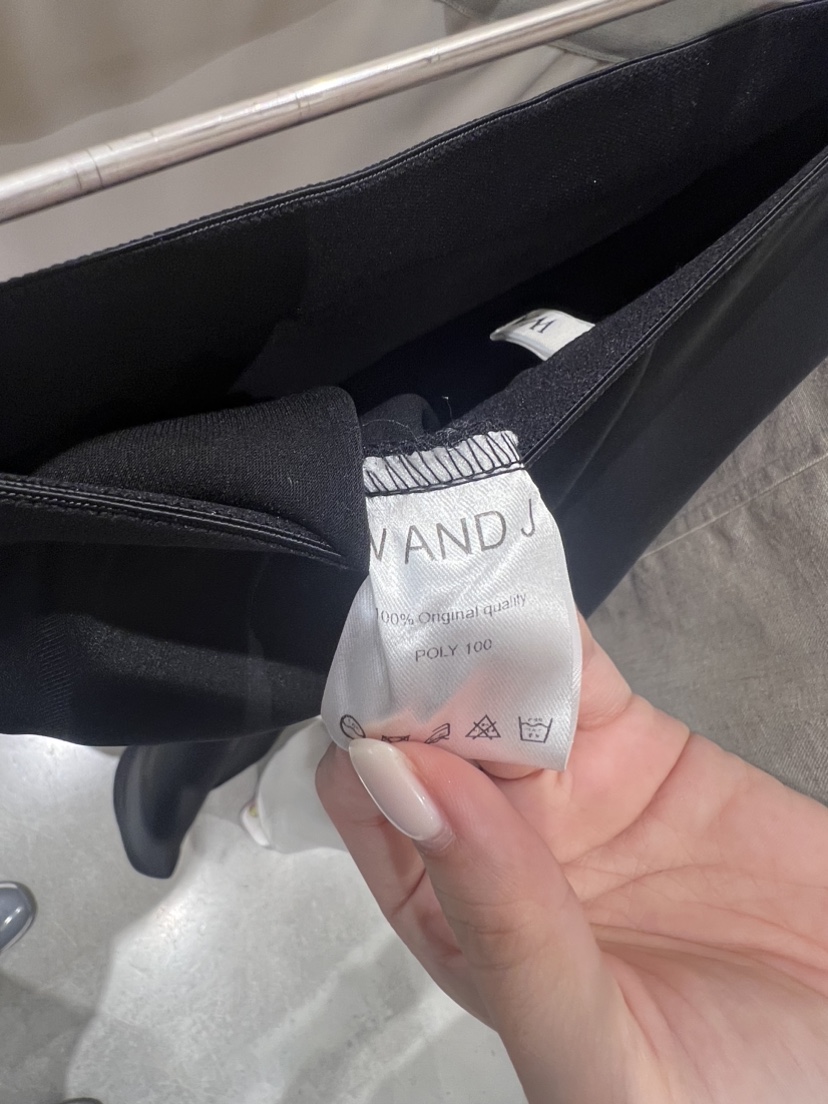 W AND J
100% Original quality
POLY 100